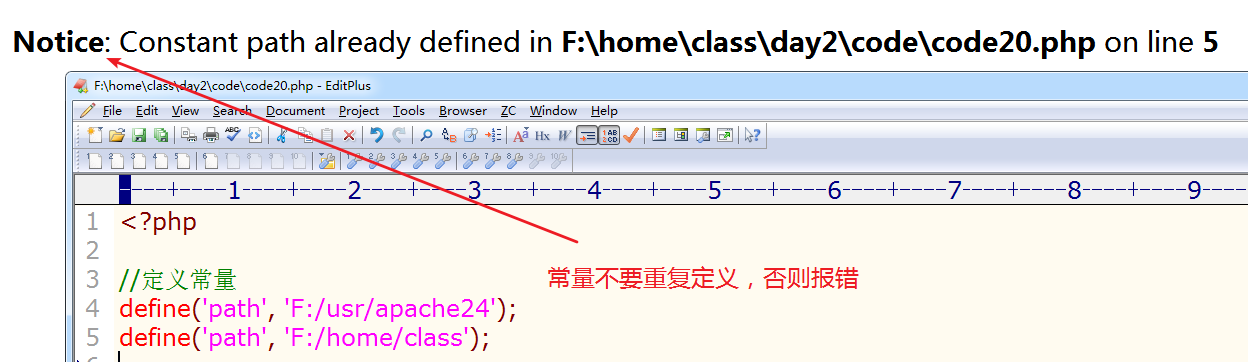 Notice: Constant path already defined in F:\home\class\day2\code\code20.php on line 5
F:\home\class\day2\code\code20.php - EditPlus
File Edit View Search Document Project Tools Browser ZC Window Help
----+----1----+----2----+----3----+----4----+----5----+----6----+----7----+----8----+----9----
1 <?php
2
3 //定义常量
常量不要重复定义，否则报错
4 define('path', 'F:/usr/apache24');
5 define('path', 'F:/home/class');